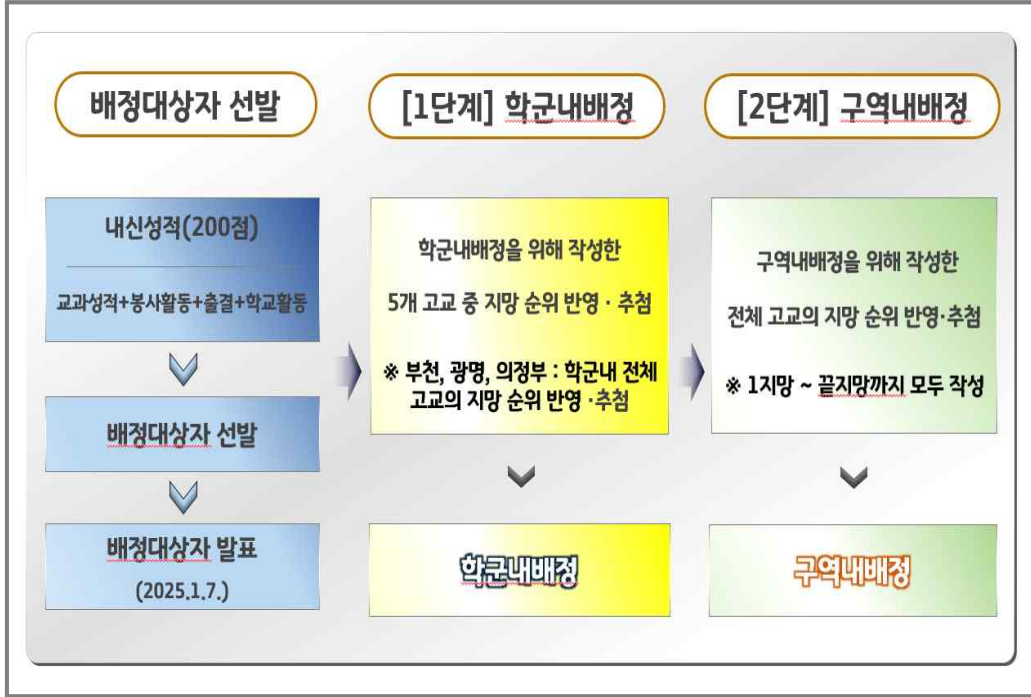 배정대상자 선발
내신성적(200점)
교과성적+봉사활동+출결+학교활동
배정대상자 선발
배정대상자 발표
(2025.1.7.)
[1단계] 학군내배정
학군내배정을 위해 작성한
5개 고교 중 지망 순위 반영 · 추첨
※ 부천, 광명, 의정부 : 학군내 전체
고교의 지망 순위 반영 ·추첨
학군내배정
[2단계] 구역내배정
구역내배정을 위해 작성한
전체 고교의 지망 순위 반영·추첨
※ 1지망 ~ 끝지망까지 모두 작성
구역내배정